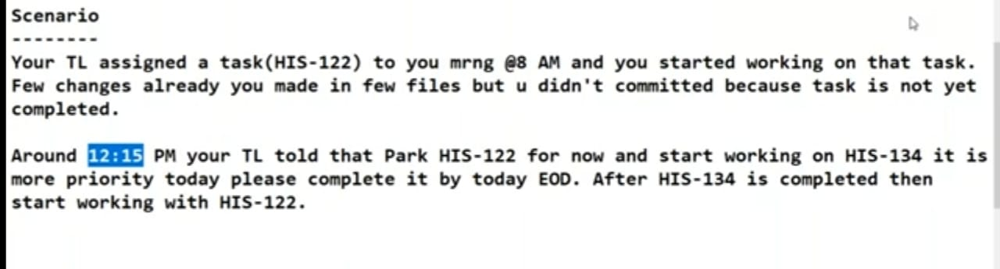 Scenario
--------
Your TL assigned a task(HIS-122) to you mrng @8 AM and you started working on that task.
Few changes already you made in few files but u didn't committed because task is not yet
completed.
Around 12:15 PM your TL told that Park HIS-122 for now and start working on HIS-134 it is
more priority today please complete it by today EOD. After HIS-134 is completed then
start working with HIS-122.